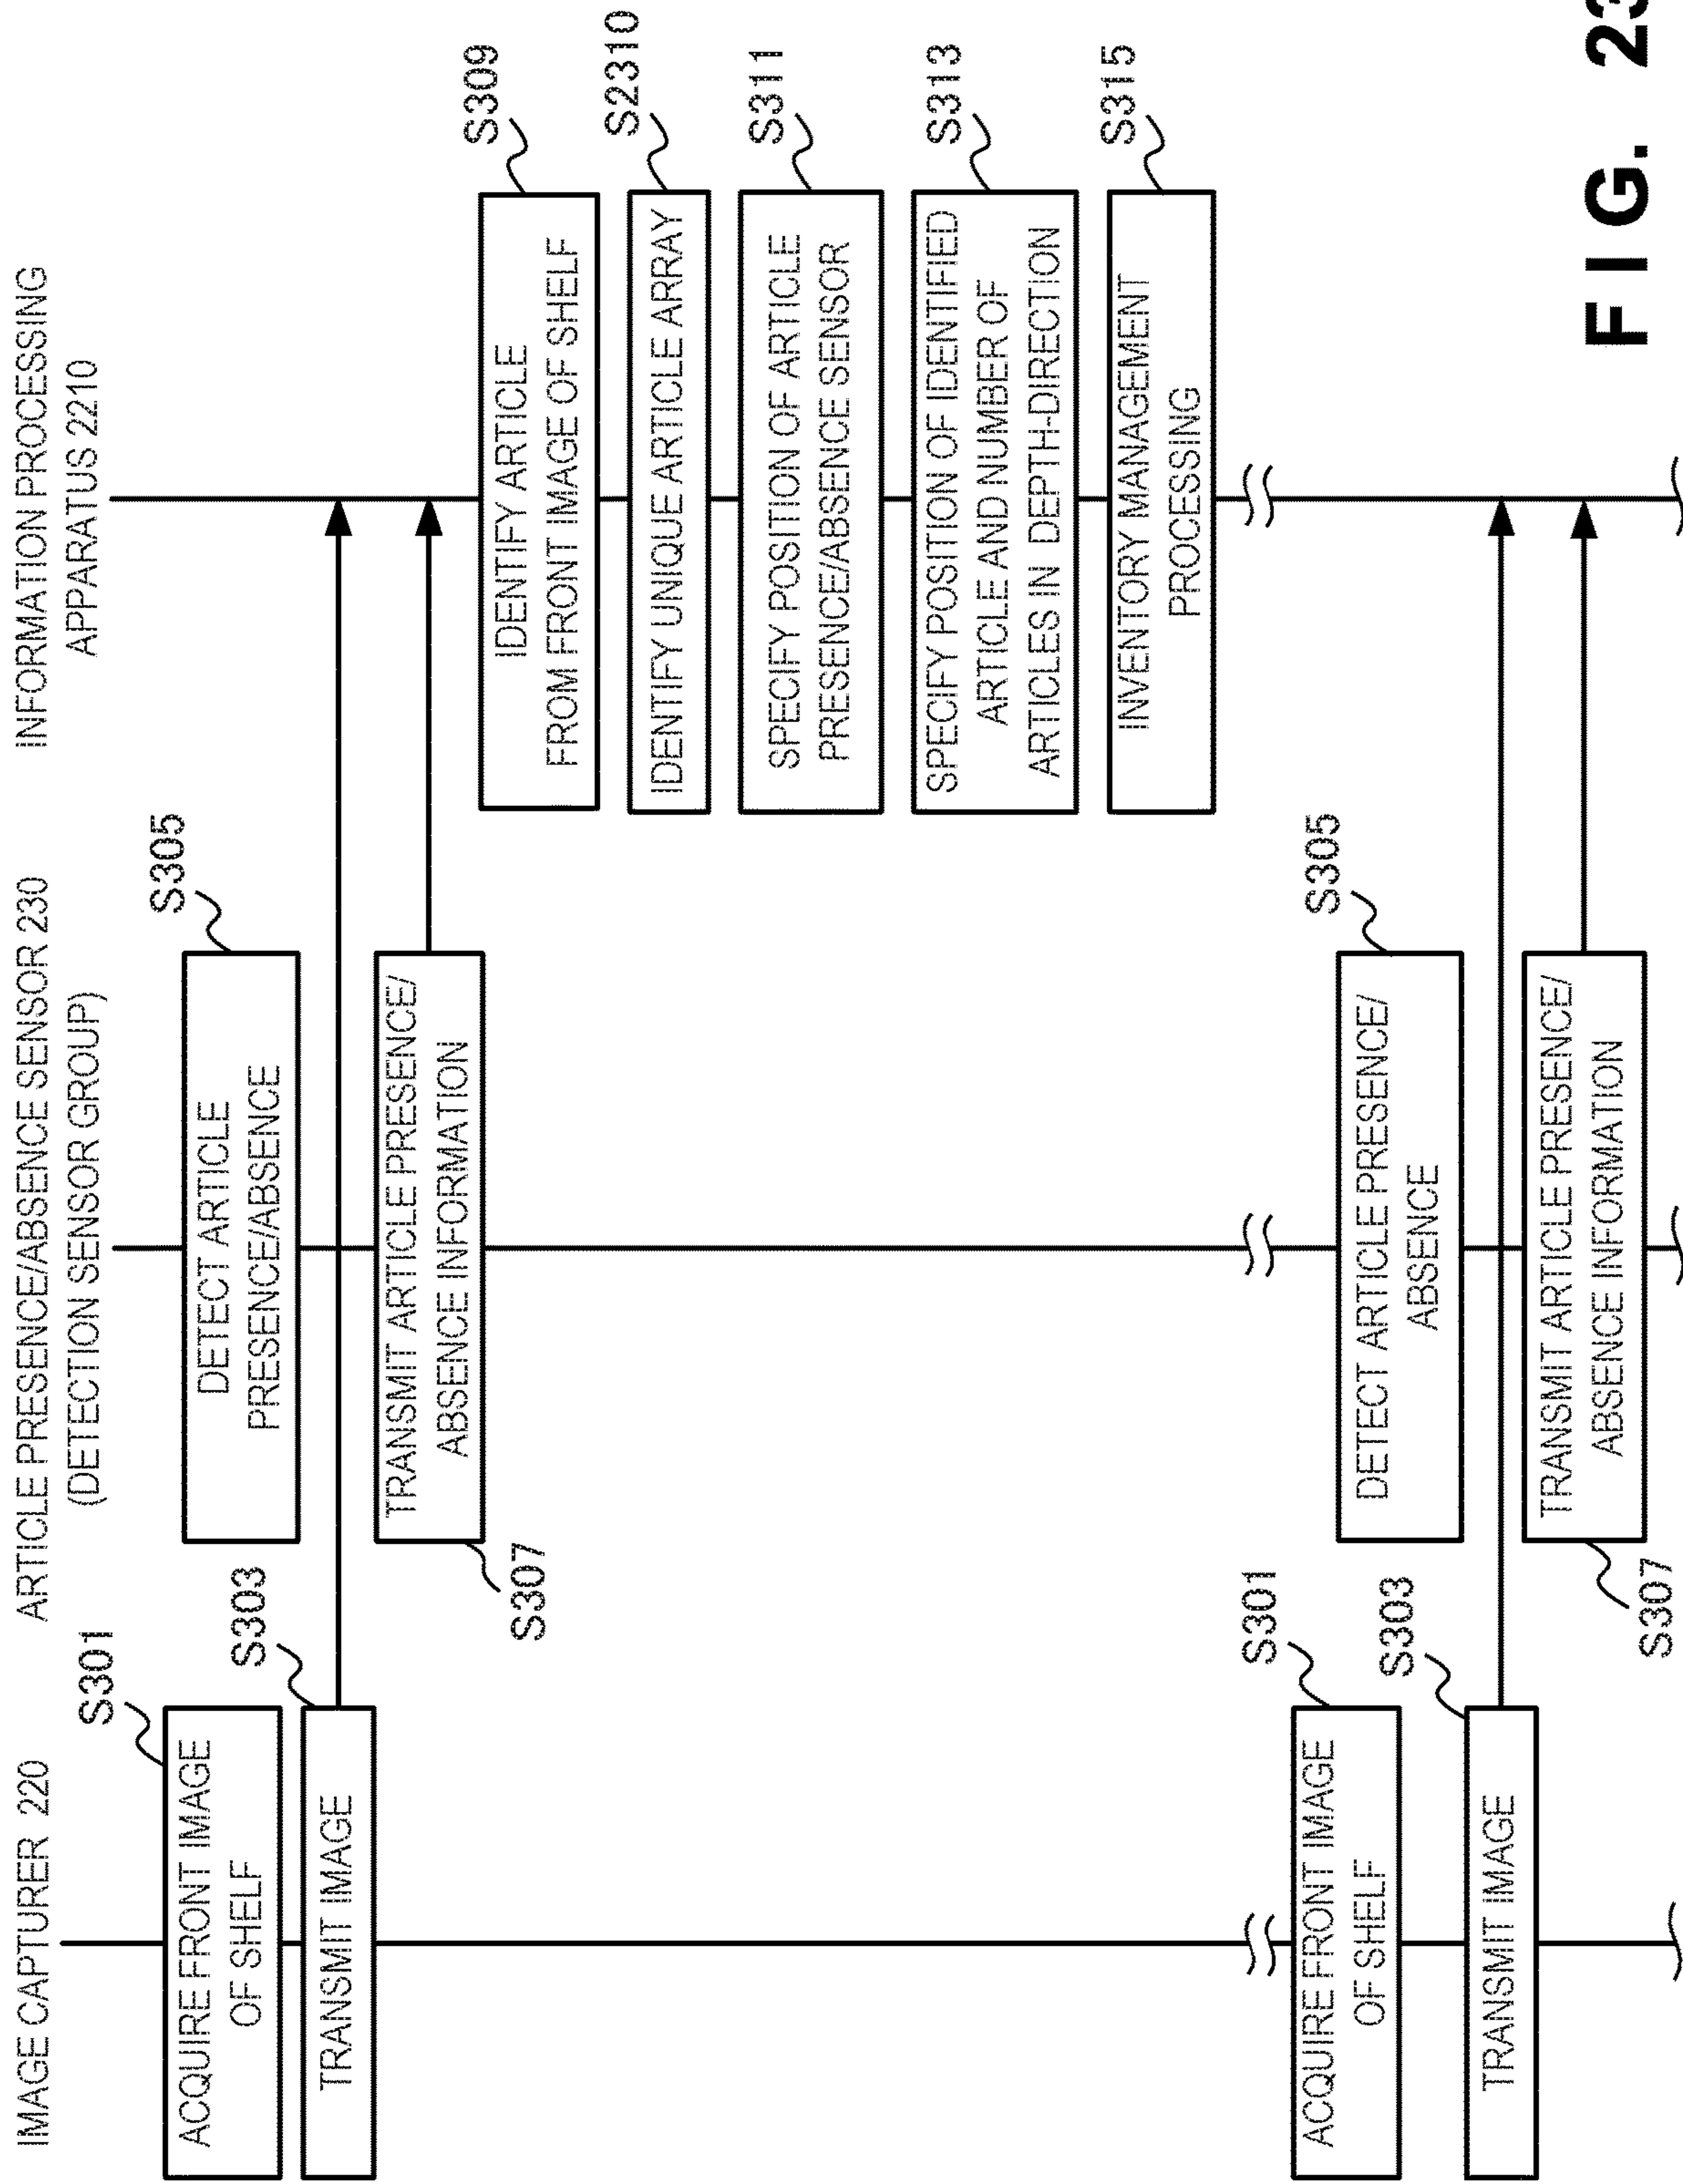 IMAGE CAPTURER 220
ARTICLE PRESENCE/ABSENCE SENSOR 230
(DETECTION SENSOR GROUP)
INFORMATION PROCESSING
APPARATUS 2210
S301
ACQUIRE FRONT IMAGE
OF SHELF
S305
DETECT ARTICLE
PRESENCE/ABSENCE
S303
TRANSMIT IMAGE
TRANSMIT ARTICLE PRESENCE/
ABSENCE INFORMATION
S307
S309
IDENTIFY ARTICLE
FROM FRONT IMAGE OF SHELF
S2310
IDENTIFY UNIQUE ARTICLE ARRAY
S311
SPECIFY POSITION OF ARTICLE
PRESENCE/ABSENCE SENSOR
S313
SPECIFY POSITION OF IDENTIFIED
ARTICLE AND NUMBER OF
ARTICLES IN DEPTH-DIRECTION
S315
INVENTORY MANAGEMENT
PROCESSING
S301
ACQUIRE FRONT IMAGE
OF SHELF
S305
DETECT ARTICLE PRESENCE/
ABSENCE
S303
TRANSMIT IMAGE
TRANSMIT ARTICLE PRESENCE/
ABSENCE INFORMATION
S307
FIG. 23